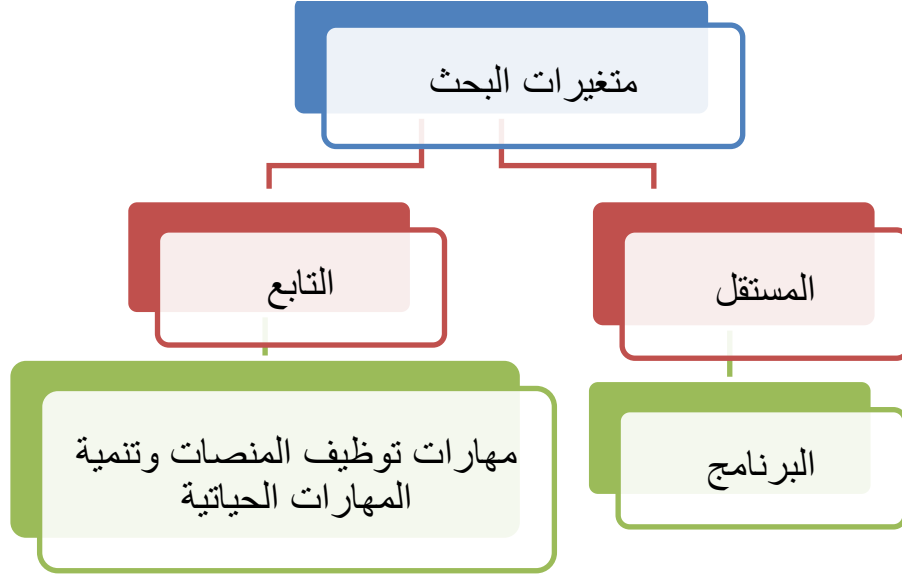 متغيرات البحث
المستقل
التابع
البرنامج
مهارات توظيف المنصات وتنمية
المهارات الحياتية